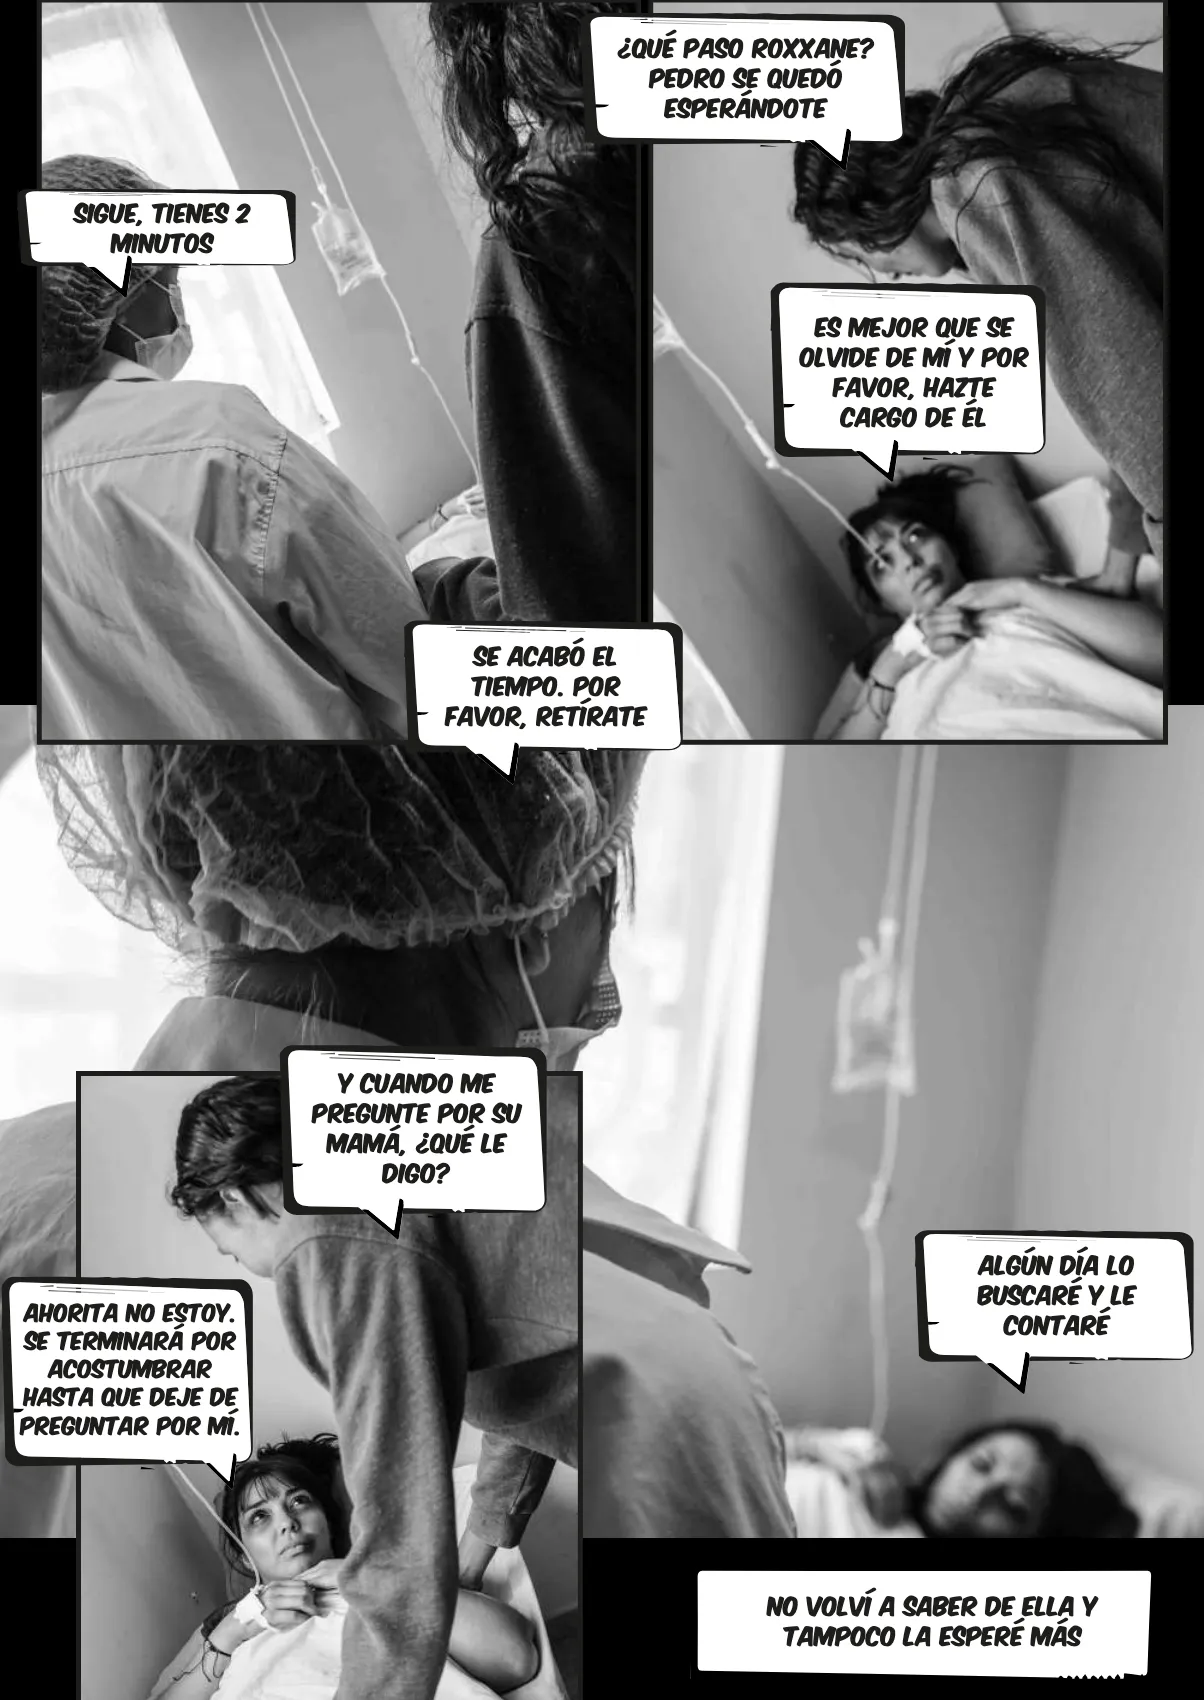 SIGUE, TIENES 2
MINUTOS
¿QUÉ PASO ROXXANE?
PEDRO SE QUEDÓ
ESPERÁNDOTE
ES MEJOR QUE SE
OLVIDE DE MÍ Y POR
FAVOR, HAZTE
CARGO DE ÉL
SE ACABÓ EL
TIEMPO. POR
FAVOR, RETÍRATE
Y CUANDO ME
PREGUNTE POR SU
MAMÁ, ¿QUÉ LE
DIGO?
AHORITA NO ESTOY.
SE TERMINARÁ POR
ACOSTUMBRAR
HASTA QUE DEJE DE
PREGUNTAR POR MÍ.
ALGÚN DÍA LO
BUSCARÉ Y LE
CONTARÉ
NO VOLVÍ A SABER DE ELLA Y
TAMPOCO LA ESPERÉ MÁS